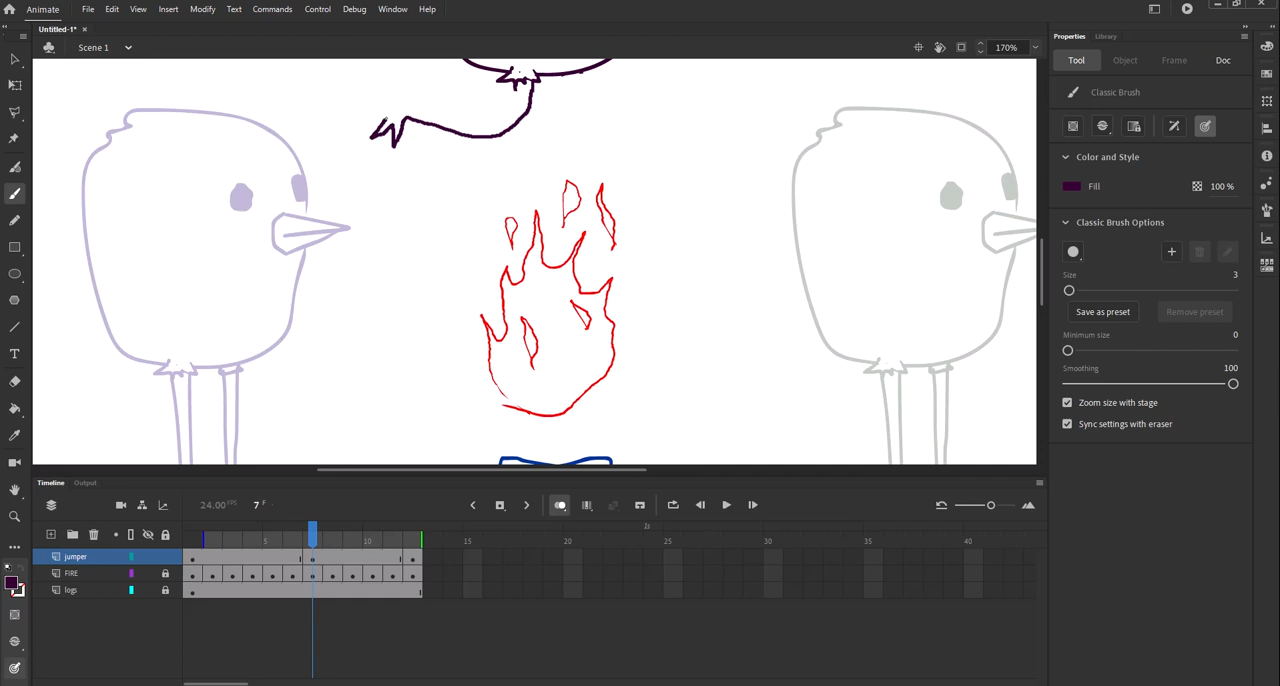 Animate File Edit View Insert Modify Text Commands Control Debug Window Help
Untitled-1* ×
Scene 1
170%
Properties Library
Tool Object Frame Doc
Classic Brush
Color and Style
Fill 100 %
Classic Brush Options
Size 3
Save as preset Remove preset
Minimum size 0
Smoothing 100
Zoom size with stage
Sync settings with eraser
Timeline Output
24.00 FPS 7 F
1s
5 10 15 20 25 30 35 40
jumper
FIRE
logs